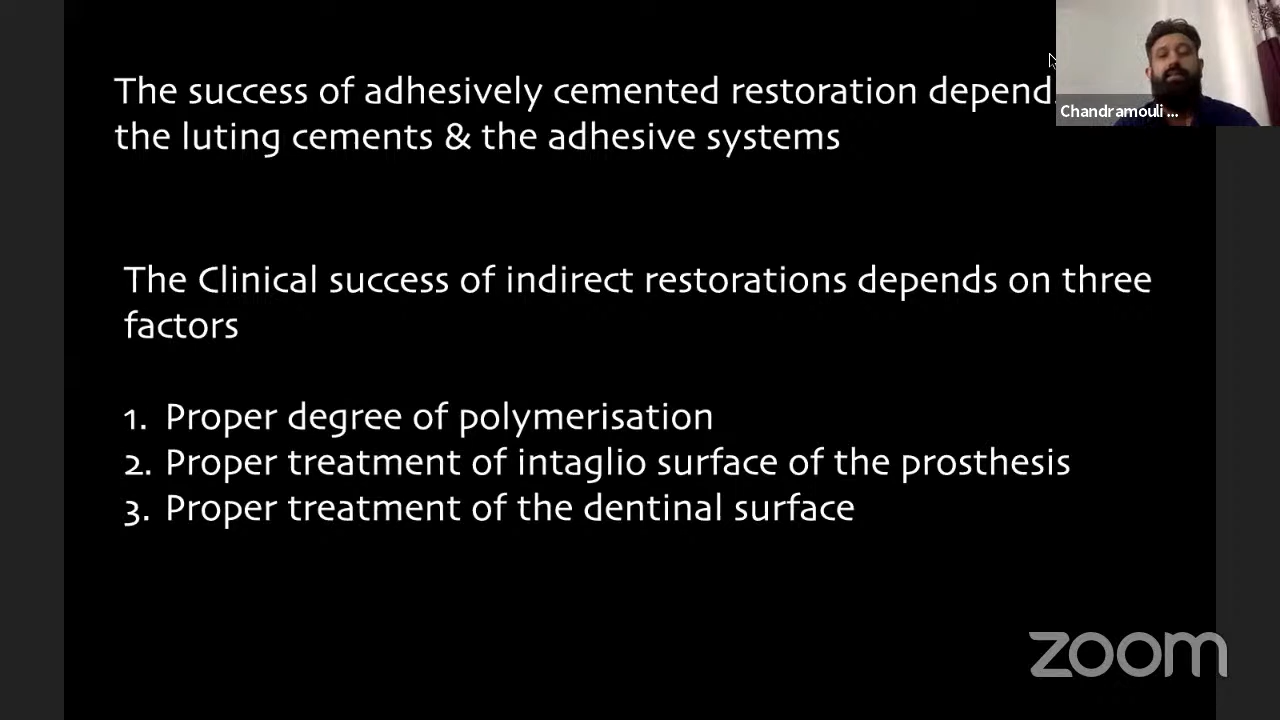 The success of adhesively cemented restoration depend
the luting cements & the adhesive systems
Chandramouli ...
The Clinical success of indirect restorations depends on three
factors
1. Proper degree of polymerisation
2. Proper treatment of intaglio surface of the prosthesis
3. Proper treatment of the dentinal surface
zoom